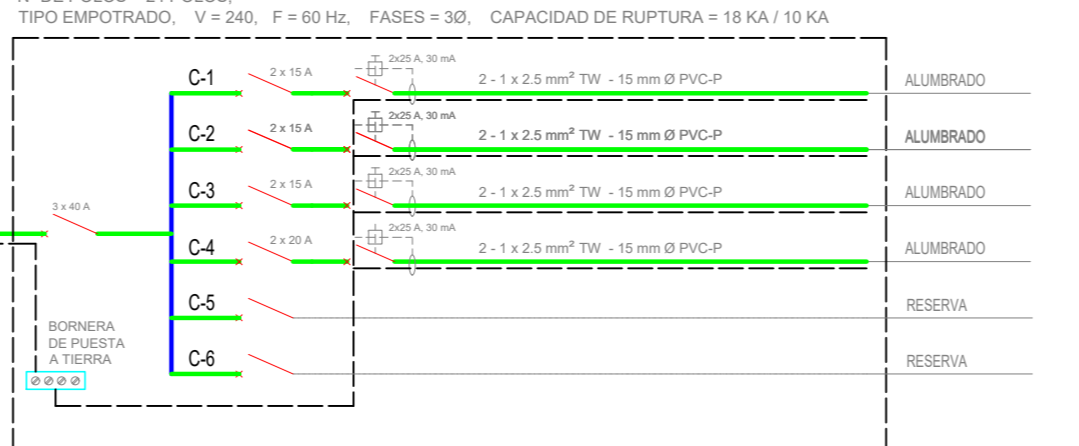 TIPO EMPOTRADO, V = 240, F = 60 Hz, FASES = 3Ø, CAPACIDAD DE RUPTURA = 18 KA / 10 KA
C-1 2 x 15 A 2x25 A, 30 mA 2 - 1 x 2.5 mm² TW - 15 mm Ø PVC-P ALUMBRADO
C-2 2 x 15 A 2x25 A, 30 mA 2 - 1 x 2.5 mm² TW - 15 mm Ø PVC-P ALUMBRADO
C-3 2 x 15 A 2x25 A, 30 mA 2 - 1 x 2.5 mm² TW - 15 mm Ø PVC-P ALUMBRADO
3 x 40 A
C-4 2 x 20 A 2x25 A, 30 mA 2 - 1 x 2.5 mm² TW - 15 mm Ø PVC-P ALUMBRADO
C-5 RESERVA
C-6 RESERVA
BORNERA
DE PUESTA
A TIERRA